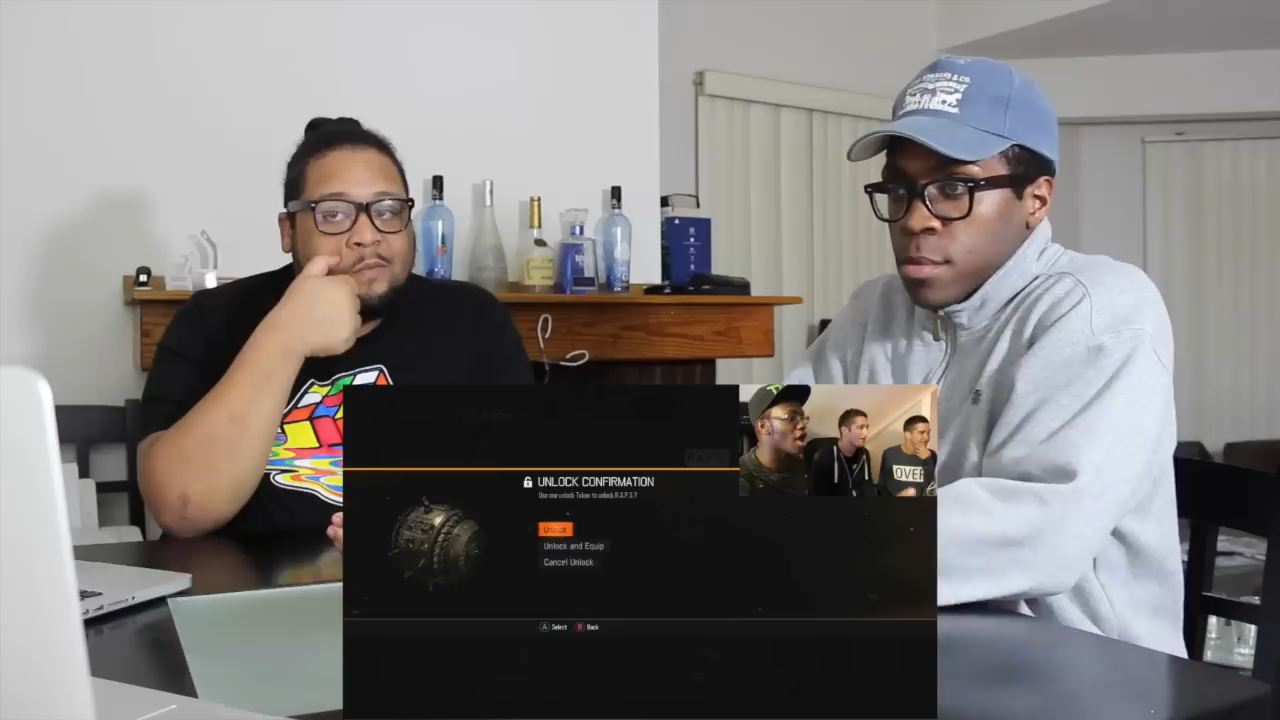 UNLOCK CONFIRMATION
Use one unlock Token to unlock R.A.P.S.?
Unlock
Unlock and Equip
Cancel Unlock
A Select B Back
OVER